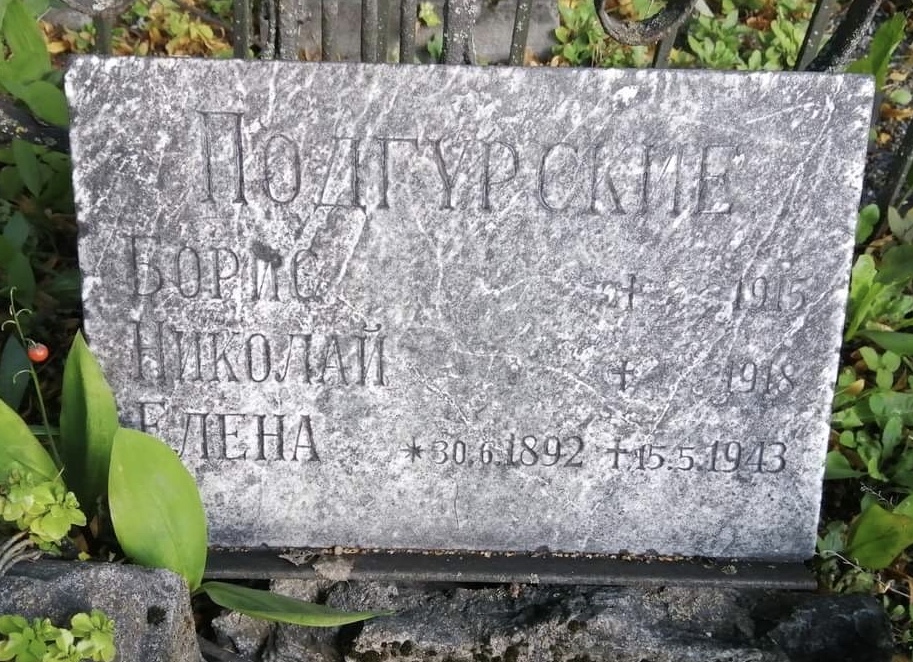 Подгурские
Борис † 1915
Николай † 1918
Елена *30.6.1892 †15.5.1943